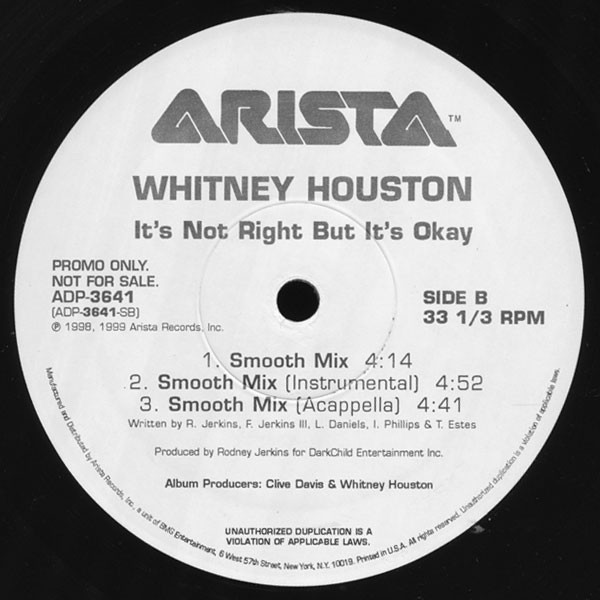 ARISTA™
WHITNEY HOUSTON
It's Not Right But It's Okay
PROMO ONLY.
NOT FOR SALE.
ADP-3641
(ADP-3641-SB)
℗ 1998, 1999 Arista Records, Inc.
SIDE B
33 1/3 RPM
1. Smooth Mix 4:14
2. Smooth Mix (Instrumental) 4:52
3. Smooth Mix (Acappella) 4:41
Written by R. Jerkins, F. Jerkins III, L. Daniels, I. Phillips & T. Estes
Produced by Rodney Jerkins for DarkChild Entertainment Inc.
Album Producers: Clive Davis & Whitney Houston
UNAUTHORIZED DUPLICATION IS A
VIOLATION OF APPLICABLE LAWS.
Manufactured and Distributed by Arista Records, Inc., a unit of BMG Entertainment, 6 West 57th Street, New York, N.Y. 10019. Printed in U.S.A. All rights reserved. Unauthorized duplication is a violation of applicable laws.